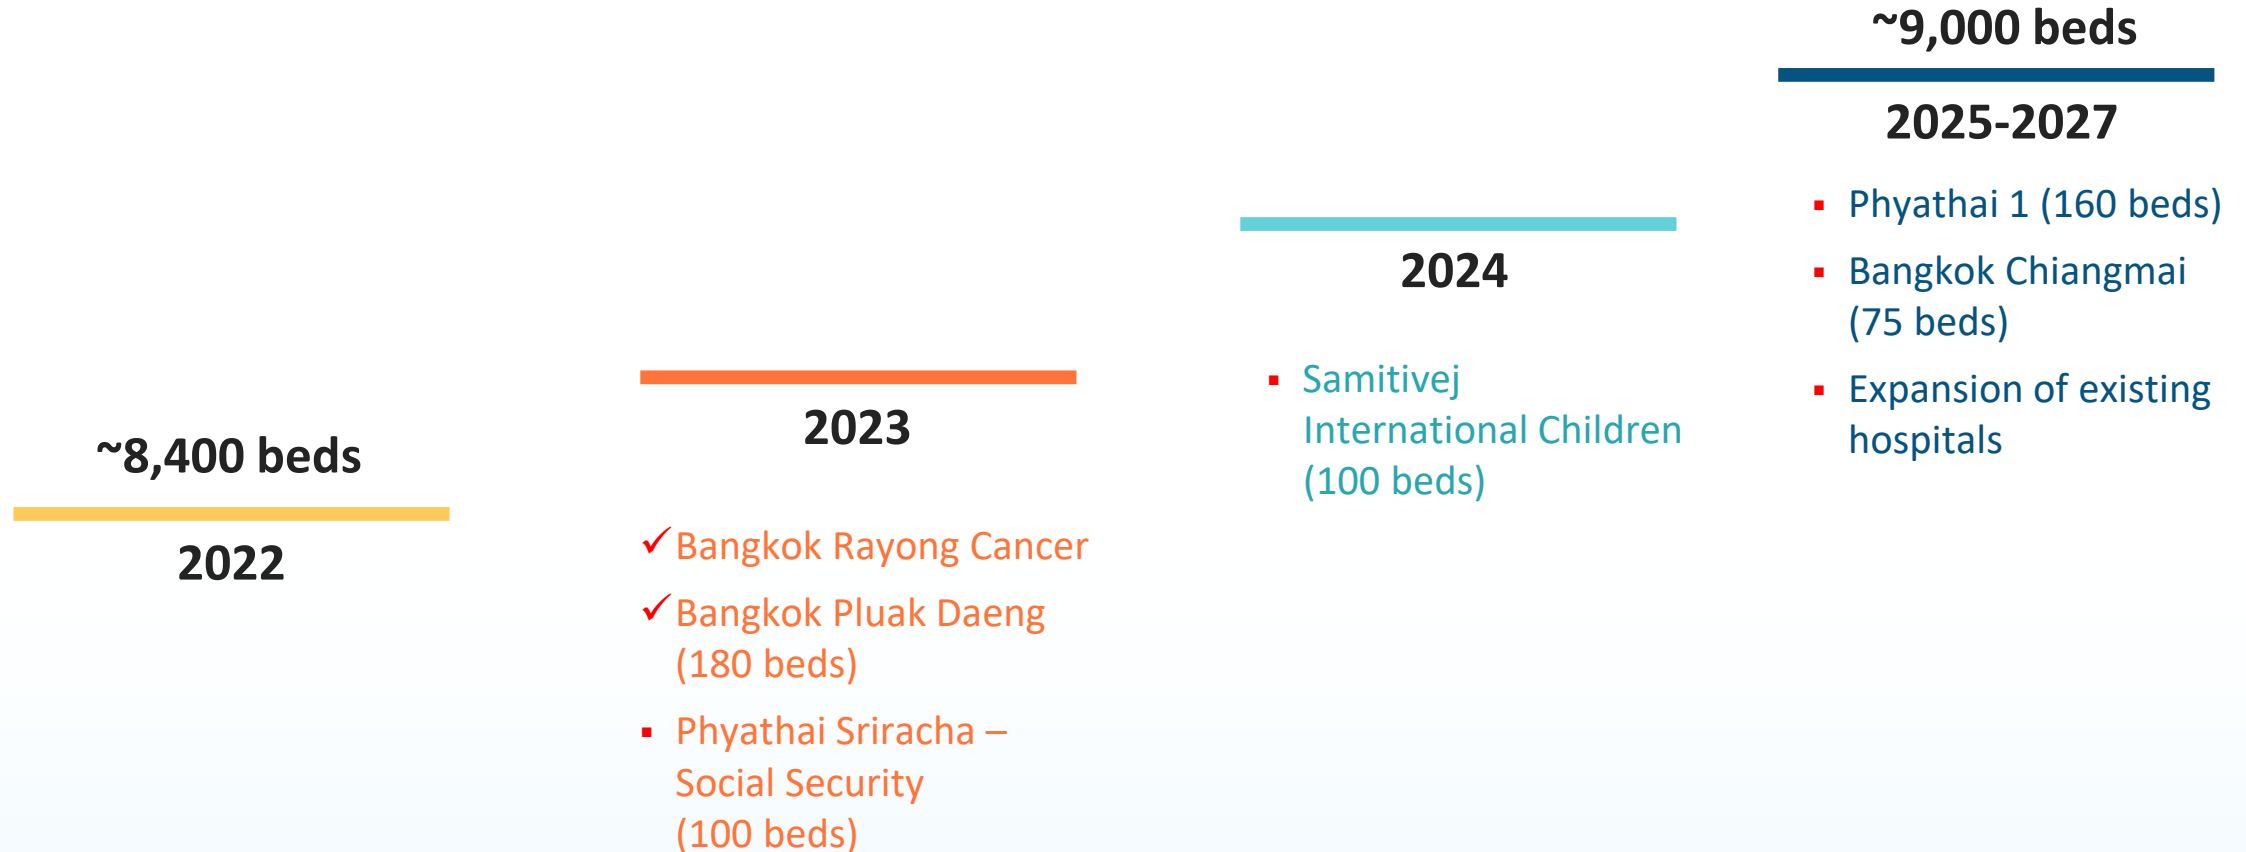 ~8,400 beds
2022
2023
✓ Bangkok Rayong Cancer
✓ Bangkok Pluak Daeng
(180 beds)
▪ Phyathai Sriracha –
Social Security
(100 beds)
2024
▪ Samitivej
International Children
(100 beds)
~9,000 beds
2025-2027
▪ Phyathai 1 (160 beds)
▪ Bangkok Chiangmai
(75 beds)
▪ Expansion of existing
hospitals